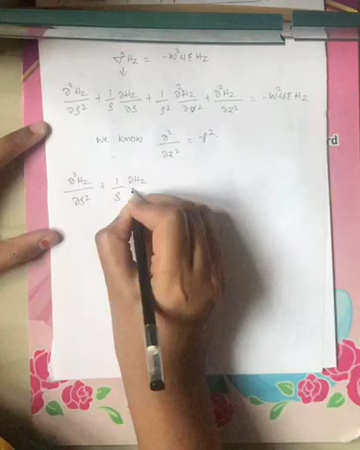 ∇²Hz = -ω²μεHz
↓
∂²Hz/∂ρ² + 1/ρ ∂Hz/∂ρ + 1/ρ² ∂²Hz/∂φ² + ∂²Hz/∂z² = -ω²μεHz
we know ∂²/∂z² = γ².
∂²Hz/∂ρ² + 1/ρ ∂Hz
rd